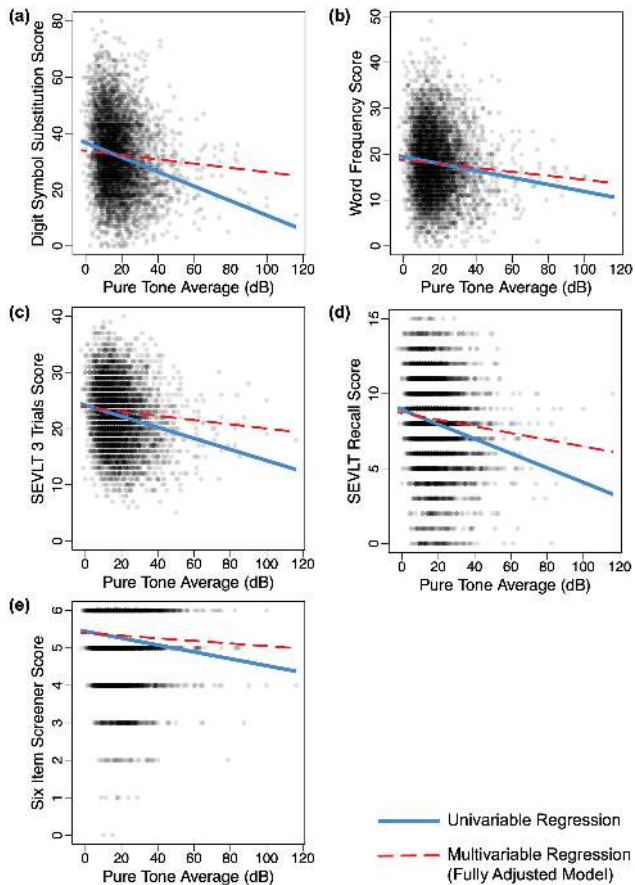 (a)
Digit Symbol Substitution Score
80
60
40
20
0
0 20 40 60 80 100 120
Pure Tone Average (dB)
(b)
Word Frequency Score
50
40
30
20
10
0
0 20 40 60 80 100 120
Pure Tone Average (dB)
(c)
SEVLT 3 Trials Score
40
30
20
10
0
0 20 40 60 80 100 120
Pure Tone Average (dB)
(d)
SEVLT Recall Score
15
10
5
0
0 20 40 60 80 100 120
Pure Tone Average (dB)
(e)
Six Item Screener Score
6
5
4
3
2
1
0
0 20 40 60 80 100 120
Pure Tone Average (dB)
Univariable Regression
Multivariable Regression
(Fully Adjusted Model)